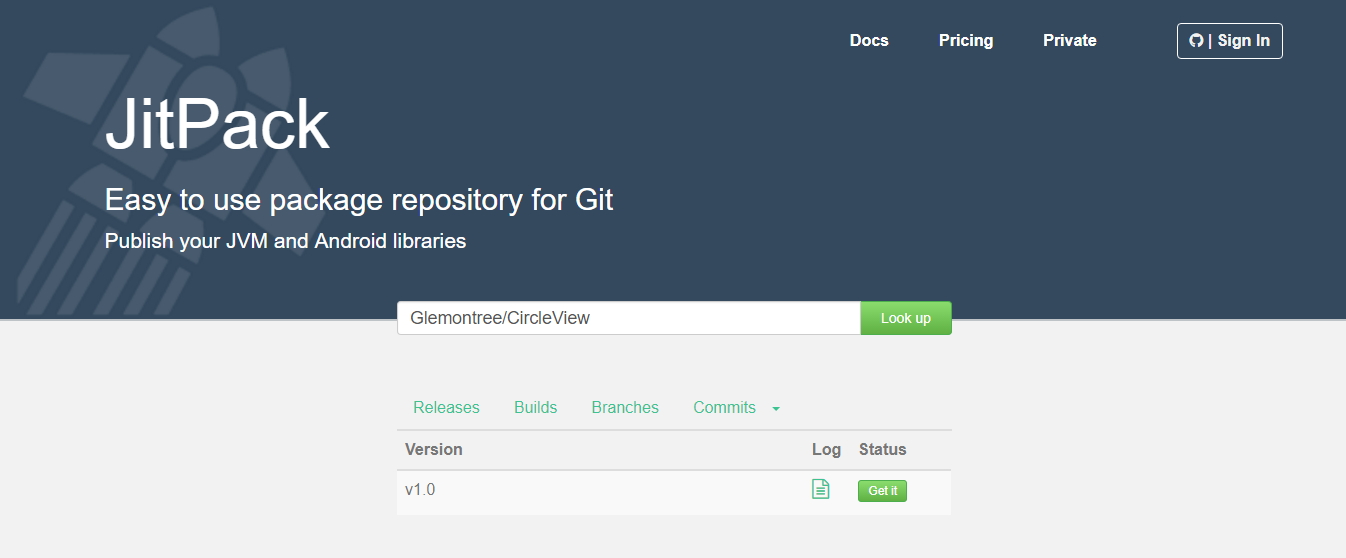 Docs Pricing Private | Sign In
JitPack
Easy to use package repository for Git
Publish your JVM and Android libraries
Glemontree/CircleView Look up
Releases Builds Branches Commits
Version Log Status
v1.0 Get it